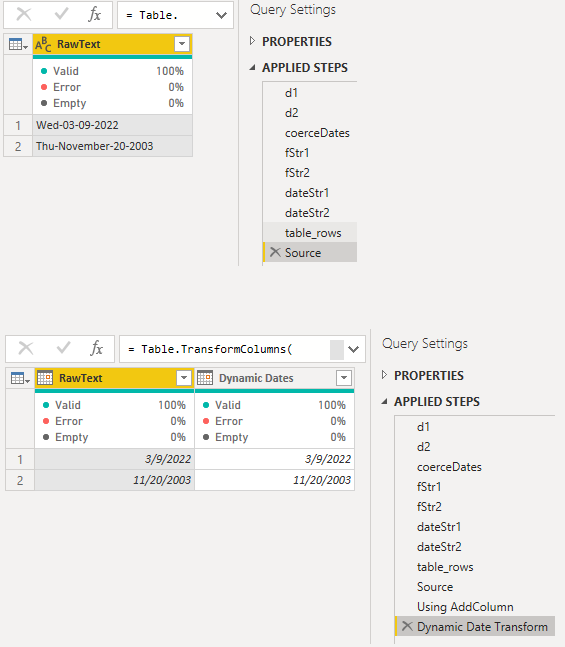 fx = Table.
Query Settings
PROPERTIES
APPLIED STEPS
ABC RawText
Valid 100%
Error 0%
Empty 0%
1 Wed-03-09-2022
2 Thu-November-20-2003
d1
d2
coerceDates
fStr1
fStr2
dateStr1
dateStr2
table_rows
Source
fx = Table.TransformColumns(
Query Settings
PROPERTIES
APPLIED STEPS
RawText Dynamic Dates
Valid 100% Valid 100%
Error 0% Error 0%
Empty 0% Empty 0%
1 3/9/2022 3/9/2022
2 11/20/2003 11/20/2003
d1
d2
coerceDates
fStr1
fStr2
dateStr1
dateStr2
table_rows
Source
Using AddColumn
Dynamic Date Transform